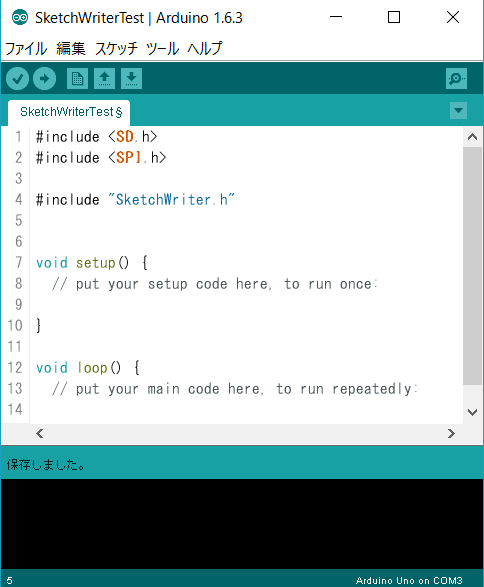 SketchWriterTest | Arduino 1.6.3
ファイル 編集 スケッチ ツール ヘルプ
SketchWriterTest §
1 #include <SD.h>
2 #include <SPI.h>
3
4 #include "SketchWriter.h"
5
6
7 void setup() {
8 // put your setup code here, to run once:
9
10 }
11
12 void loop() {
13 // put your main code here, to run repeatedly:
14
保存しました。
5 Arduino Uno on COM3